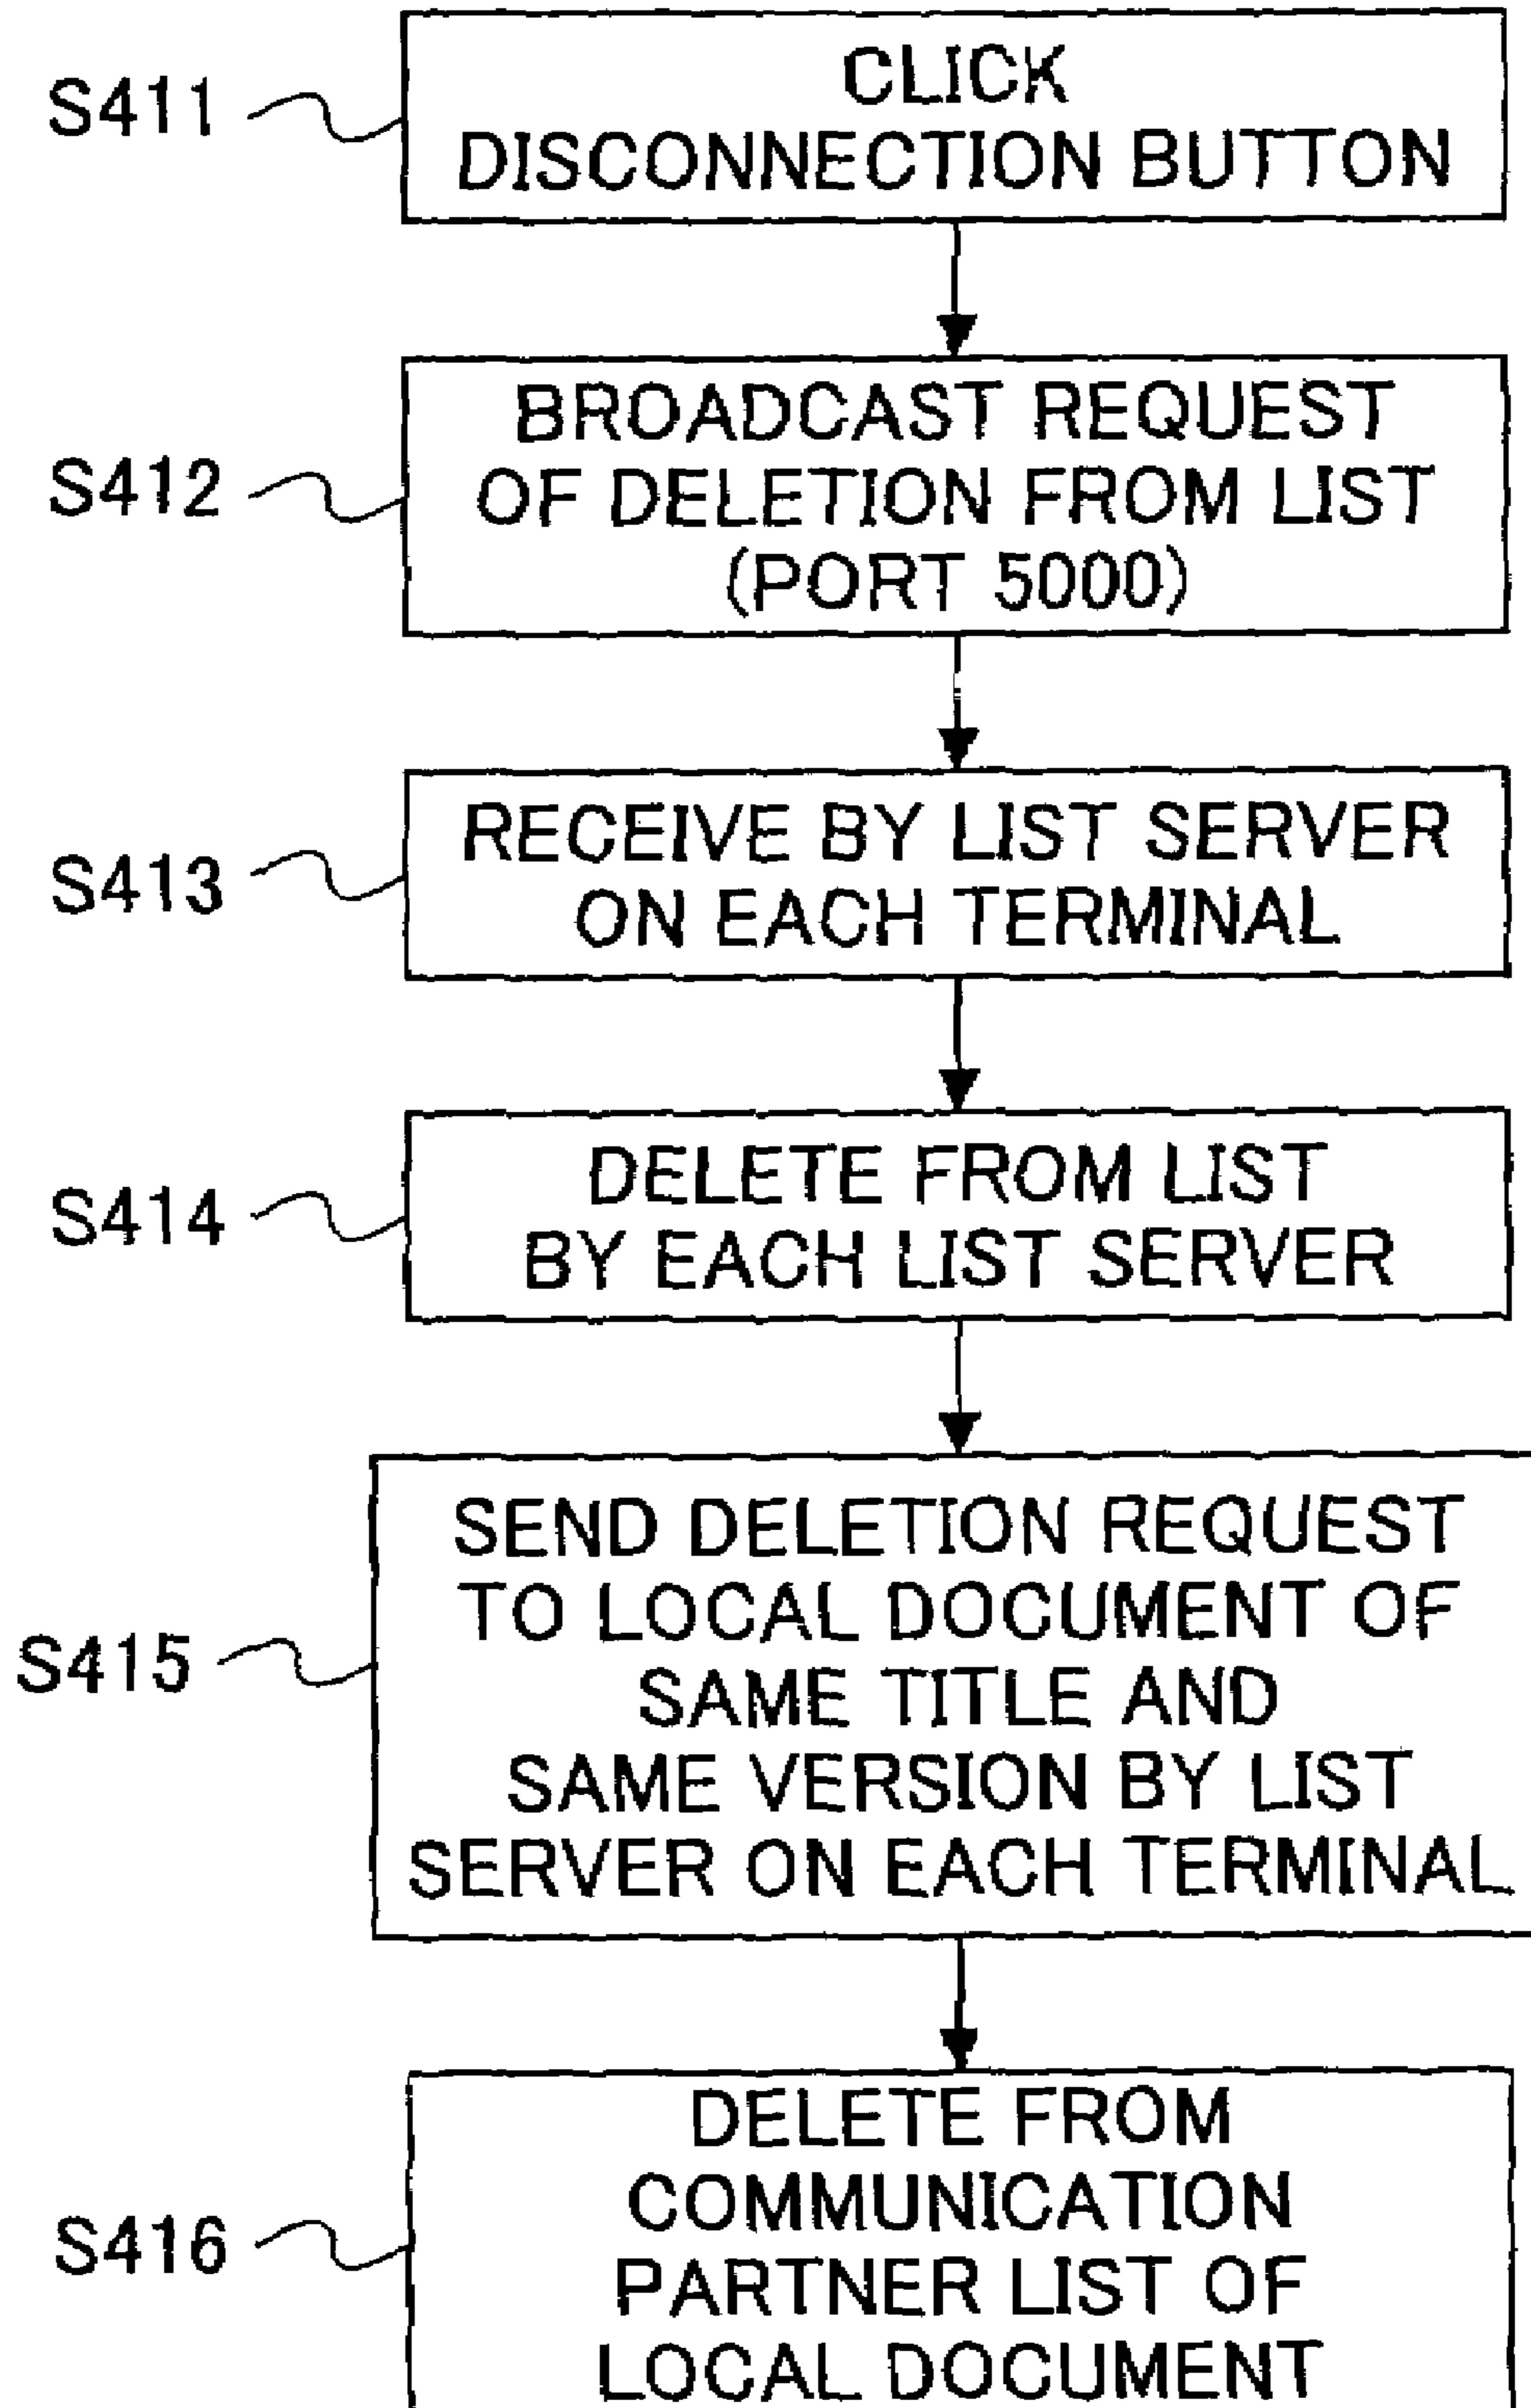 S411
CLICK
DISCONNECTION BUTTON
S412
BROADCAST REQUEST
OF DELETION FROM LIST
(PORT 5000)
S413
RECEIVE BY LIST SERVER
ON EACH TERMINAL
S414
DELETE FROM LIST
BY EACH LIST SERVER
S415
SEND DELETION REQUEST
TO LOCAL DOCUMENT OF
SAME TITLE AND
SAME VERSION BY LIST
SERVER ON EACH TERMINAL
S416
DELETE FROM
COMMUNICATION
PARTNER LIST OF
LOCAL DOCUMENT